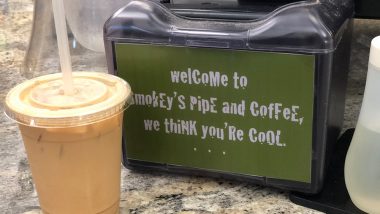 welcome to
smokey's pipe and coffee,
we think you're cool.
...